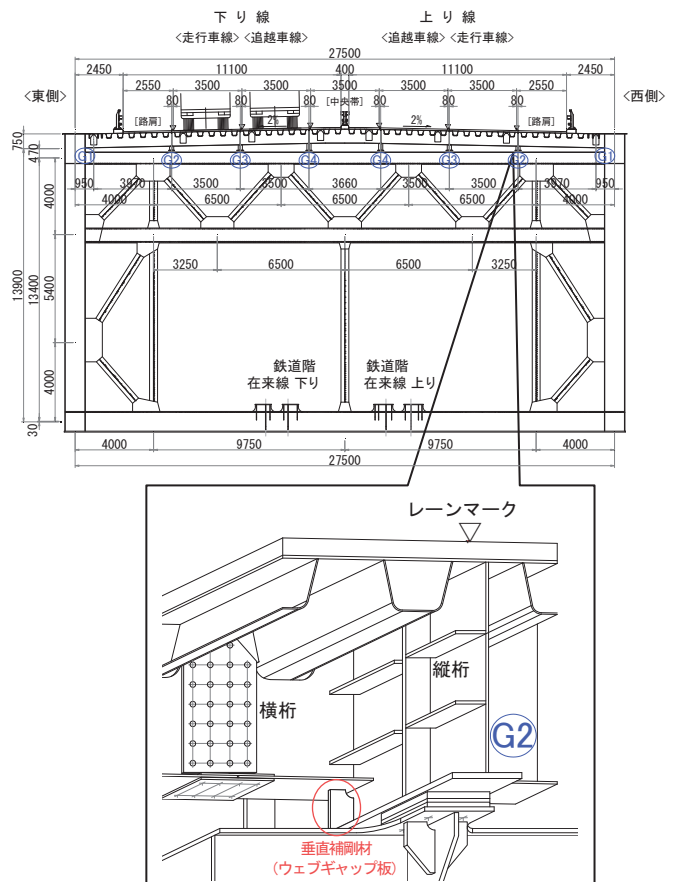 下り線
上り線
<走行車線> <追越車線>
<追越車線> <走行車線>
27500
2450 11100 400 11100 2450
2550 3500 3500 3500 3500 3500 2550
<東側>
<西側>
80 80 80 80 80 80
[路肩] [中央帯] [路肩]
2% 2%
750
470
G1 G2 G3 G4 G4 G3 G2 G1
950 3970 3500 3500 3660 3500 3500 3970 950
4000 6500 6500 6500 4000
4000
3250 6500 6500 3250
13900
13400
5400
鉄道階
在来線 下り
鉄道階
在来線 上り
4000
30
4000 9750 9750 4000
27500
レーンマーク
縦桁
横桁
G2
垂直補剛材
(ウェブギャップ板)